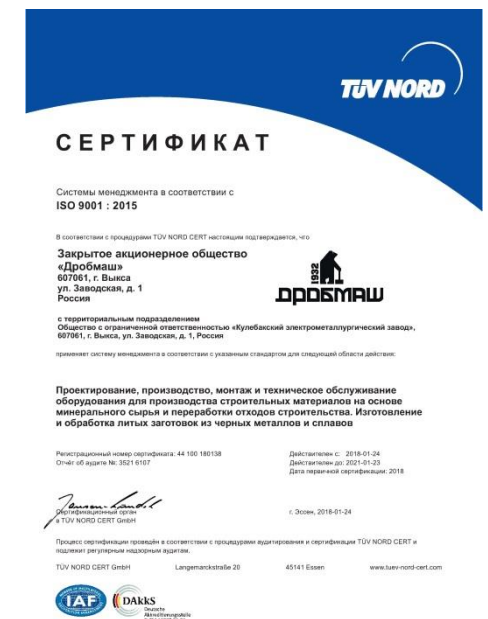 TÜV NORD
СЕРТИФИКАТ
Системы менеджмента в соответствии с
ISO 9001 : 2015
В соответствии с процедурами TÜV NORD CERT настоящим подтверждается, что
Закрытое акционерное общество
«Дробмаш»
607061, г. Выкса
ул. Заводская, д. 1
Россия
1932
ДРОБМАШ
с территориальным подразделением
Общество с ограниченной ответственностью «Кулебакский электрометаллургический завод»,
607061, г. Выкса, ул. Заводская, д. 1, Россия
применяет систему менеджмента в соответствии с указанным стандартом для следующей области действия:
Проектирование, производство, монтаж и техническое обслуживание
оборудования для производства строительных материалов на основе
минерального сырья и переработки отходов строительства. Изготовление
и обработка литых заготовок из черных металлов и сплавов
Регистрационный номер сертификата: 44 100 180138
Отчёт об аудите №: 3521 6107
Действителен с: 2018-01-24
Действителен до: 2021-01-23
Дата первичной сертификации: 2018
Сертификационный орган
в TÜV NORD CERT GmbH
г. Эссен, 2018-01-24
Процесс сертификации проведён в соответствии с процедурами аудитирования и сертификации TÜV NORD CERT и
подлежит регулярным надзорным аудитам.
TÜV NORD CERT GmbH Langemarckstraße 20 45141 Essen www.tuev-nord-cert.com
IAF
DAkkS
Deutsche
Akkreditierungsstelle